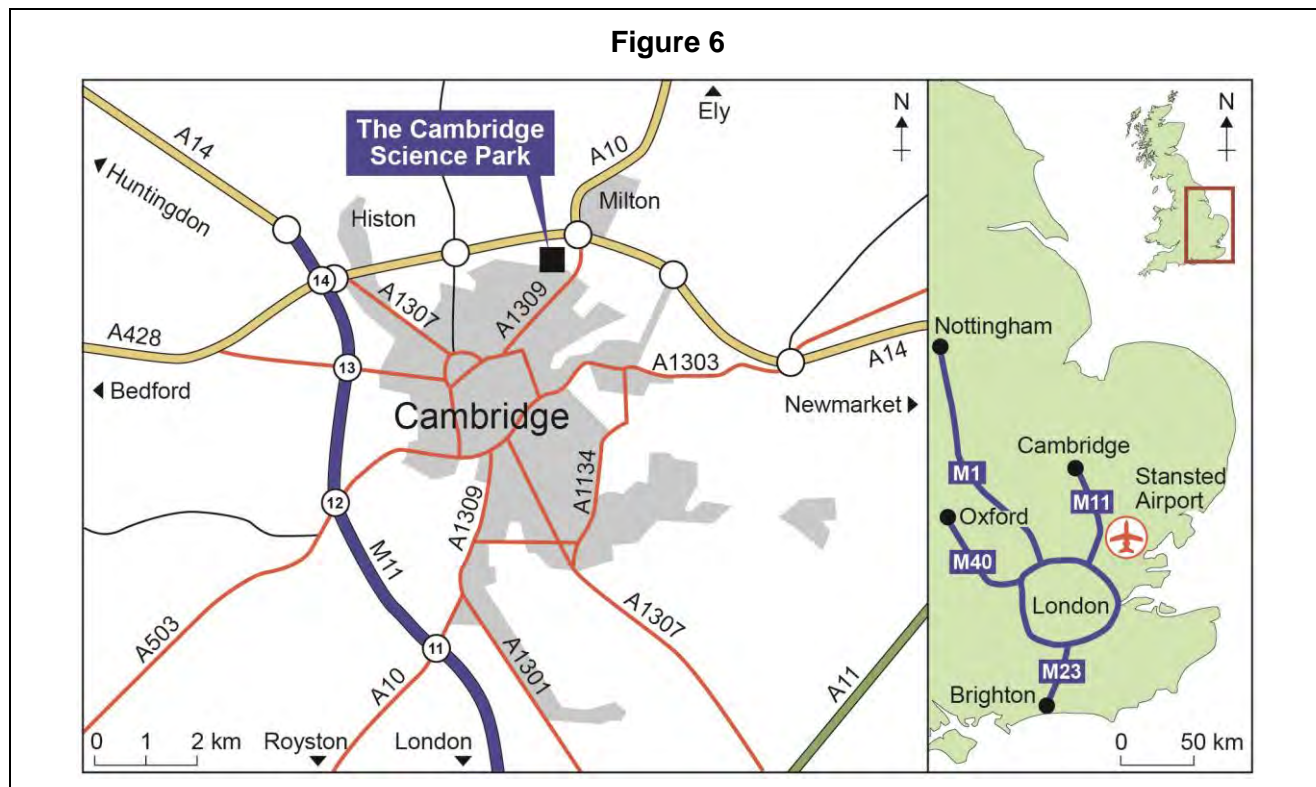 Figure 6
Ely
N
A14
The Cambridge
Science Park
A10
Huntingdon
Histon
Milton
14
A1307
A1309
A428
13
A1303
A14
Bedford
Cambridge
Newmarket
12
A1309
A1134
M11
A503
A1307
11
A10
A1301
A11
0 1 2 km
Royston
London
N
Nottingham
Cambridge
M1
M11
Stansted
Airport
Oxford
M40
London
M23
Brighton
0 50 km